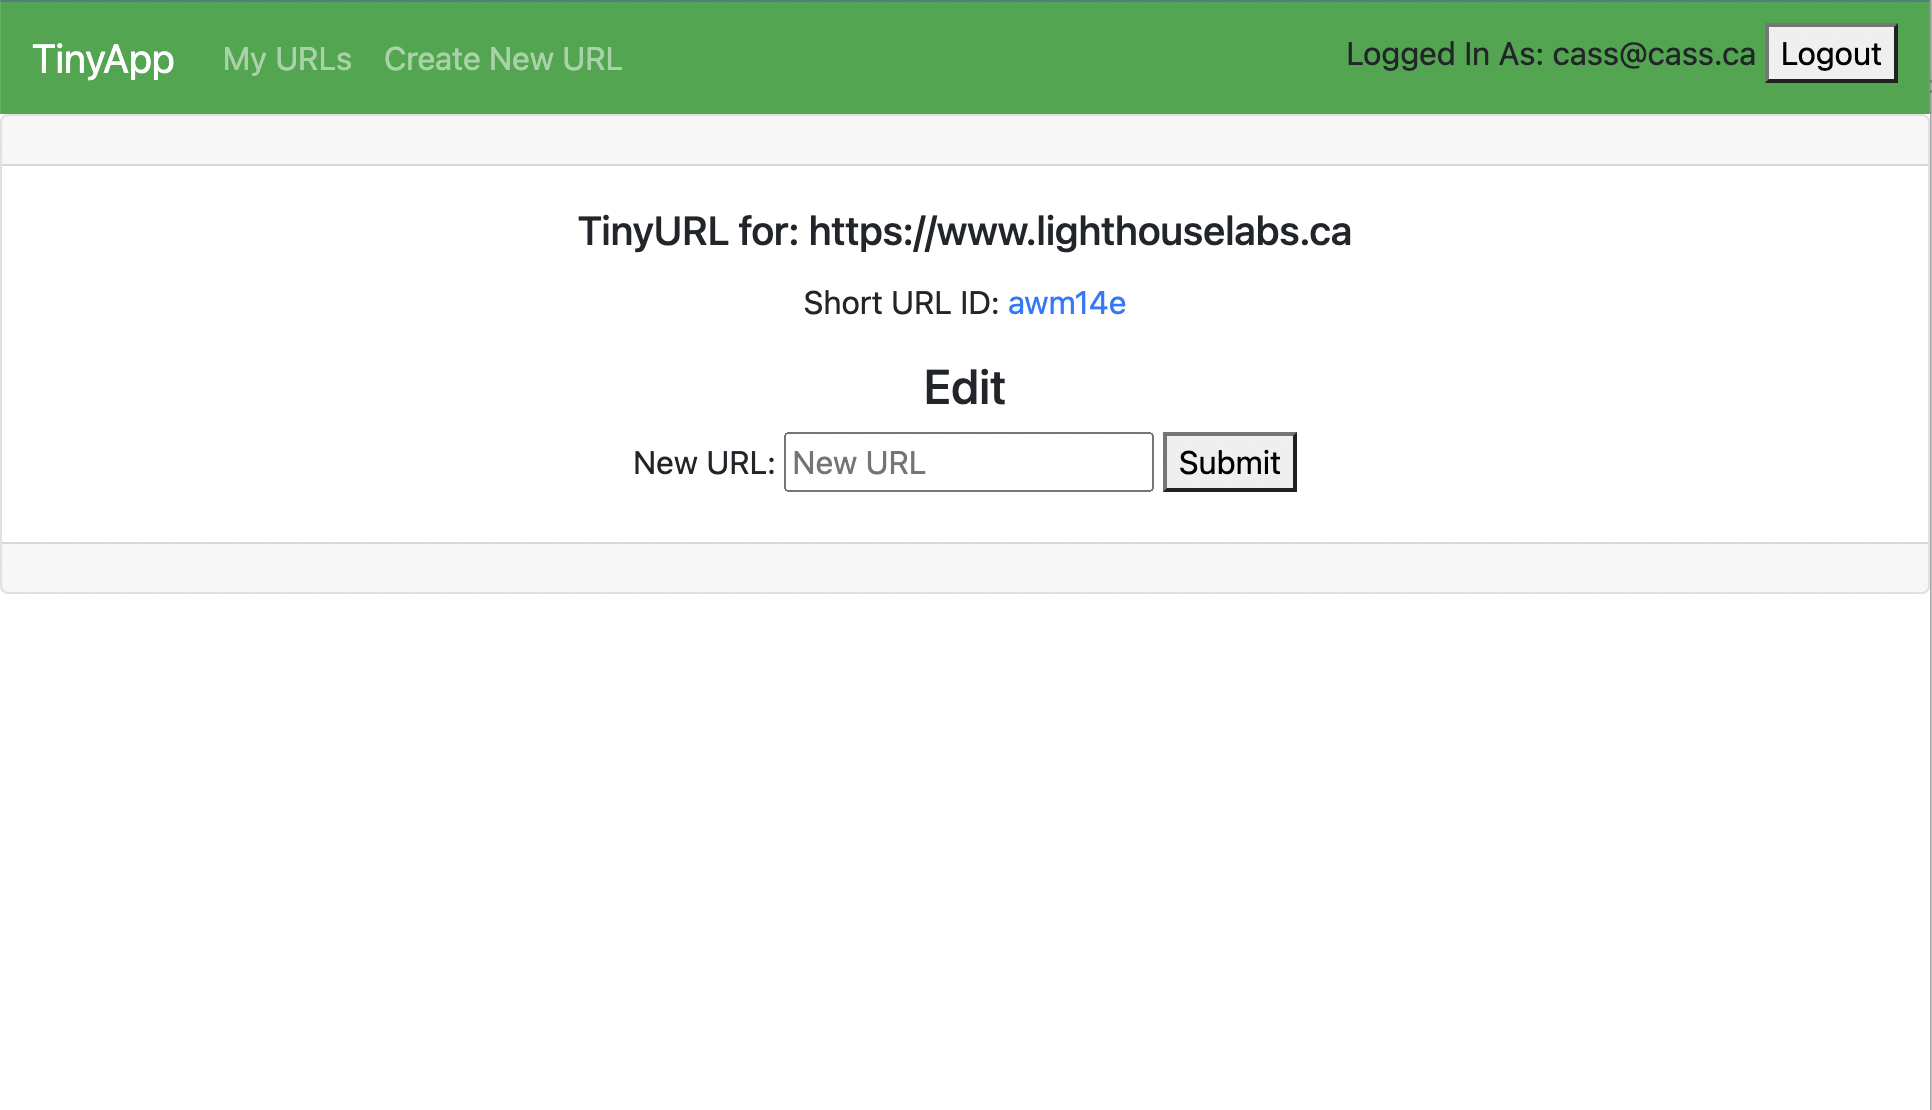 TinyApp My URLs Create New URL Logged In As: cass@cass.ca Logout
TinyURL for: https://www.lighthouselabs.ca
Short URL ID: awm14e
Edit
New URL: New URL Submit